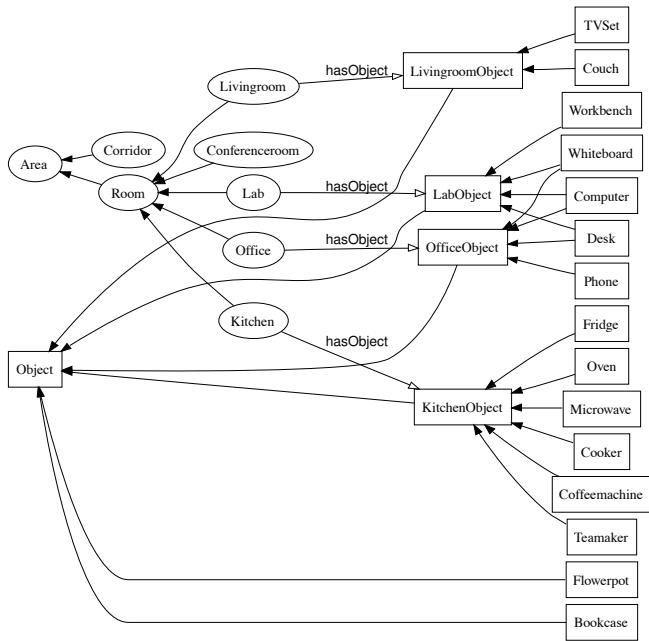 TVSet
hasObject
LivingroomObject
Couch
Livingroom
Workbench
Corridor
Conferenceroom
Whiteboard
Area
Room
Lab
hasObject
LabObject
Computer
Office
hasObject
OfficeObject
Desk
Phone
Kitchen
hasObject
Fridge
Object
Oven
KitchenObject
Microwave
Cooker
Coffeemachine
Teamaker
Flowerpot
Bookcase